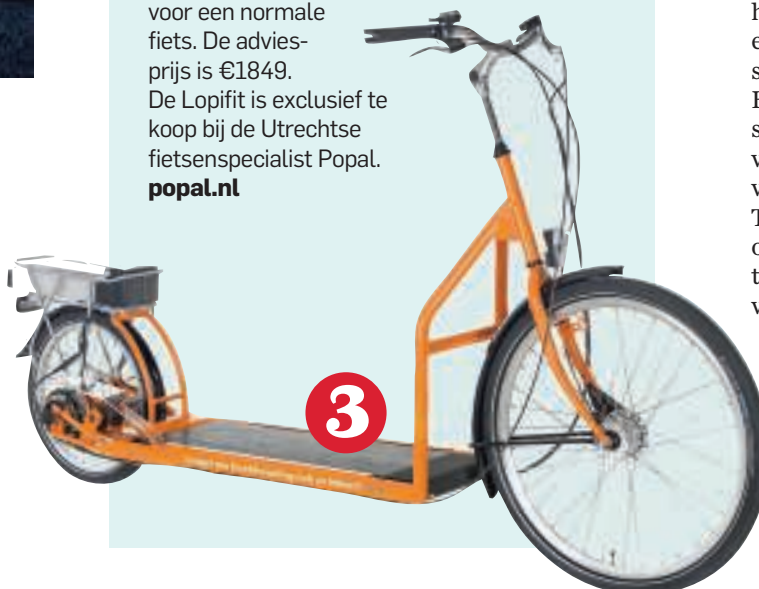 voor een normale
fiets. De advies-
prijs is €1849.
De Lopifit is exclusief te
koop bij de Utrechtse
fietsenspecialist Popal.
popal.nl
3